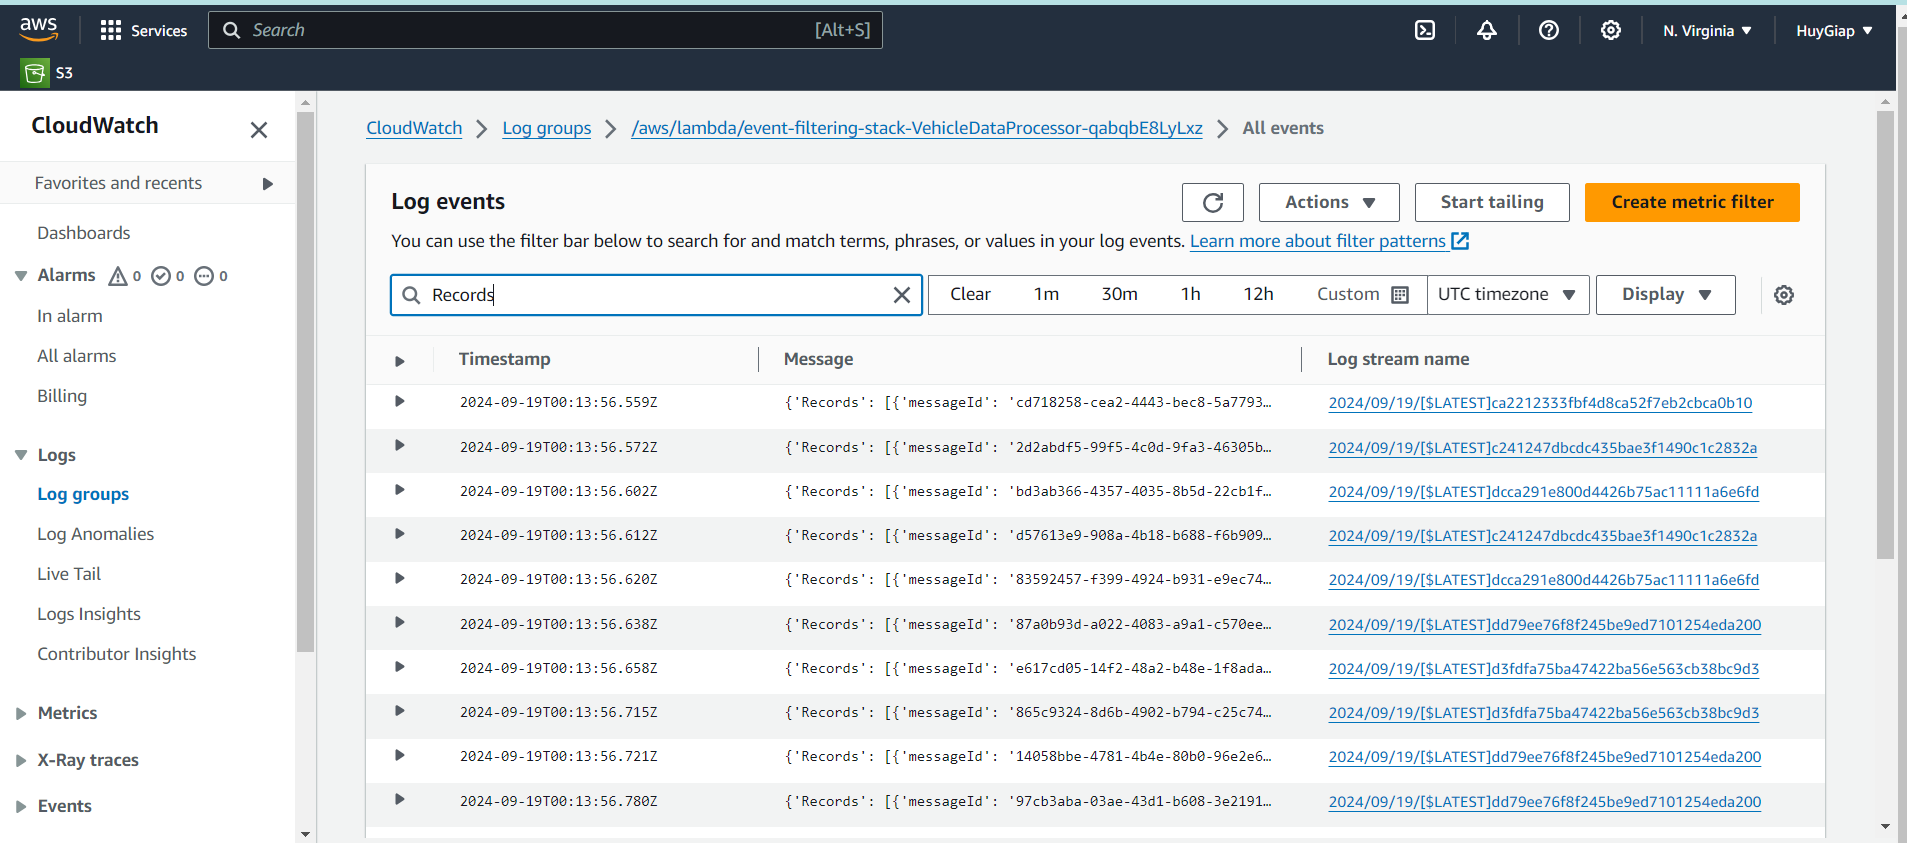 aws
Services
Search [Alt+S]
N. Virginia
HuyGiap
S3
CloudWatch
Favorites and recents
Dashboards
Alarms 0 0 0
In alarm
All alarms
Billing
Logs
Log groups
Log Anomalies
Live Tail
Logs Insights
Contributor Insights
Metrics
X-Ray traces
Events
CloudWatch Log groups /aws/lambda/event-filtering-stack-VehicleDataProcessor-qabqbE8LyLxz All events
Log events
Actions Start tailing Create metric filter
You can use the filter bar below to search for and match terms, phrases, or values in your log events. Learn more about filter patterns
Records
Clear 1m 30m 1h 12h Custom UTC timezone Display
Timestamp Message Log stream name
2024-09-19T00:13:56.559Z {'Records': [{'messageId': 'cd718258-cea2-4443-bec8-5a7793… 2024/09/19/[$LATEST]ca2212333fbf4d8ca52f7eb2cbca0b10
2024-09-19T00:13:56.572Z {'Records': [{'messageId': '2d2abdf5-99f5-4c0d-9fa3-46305b… 2024/09/19/[$LATEST]c241247dbcdc435bae3f1490c1c2832a
2024-09-19T00:13:56.602Z {'Records': [{'messageId': 'bd3ab366-4357-4035-8b5d-22cb1f… 2024/09/19/[$LATEST]dcca291e800d4426b75ac11111a6e6fd
2024-09-19T00:13:56.612Z {'Records': [{'messageId': 'd57613e9-908a-4b18-b688-f6b909… 2024/09/19/[$LATEST]c241247dbcdc435bae3f1490c1c2832a
2024-09-19T00:13:56.620Z {'Records': [{'messageId': '83592457-f399-4924-b931-e9ec74… 2024/09/19/[$LATEST]dcca291e800d4426b75ac11111a6e6fd
2024-09-19T00:13:56.638Z {'Records': [{'messageId': '87a0b93d-a022-4083-a9a1-c570ee… 2024/09/19/[$LATEST]dd79ee76f8f245be9ed7101254eda200
2024-09-19T00:13:56.658Z {'Records': [{'messageId': 'e617cd05-14f2-48a2-b48e-1f8ada… 2024/09/19/[$LATEST]d3fdfa75ba47422ba56e563cb38bc9d3
2024-09-19T00:13:56.715Z {'Records': [{'messageId': '865c9324-8d6b-4902-b794-c25c74… 2024/09/19/[$LATEST]d3fdfa75ba47422ba56e563cb38bc9d3
2024-09-19T00:13:56.721Z {'Records': [{'messageId': '14058bbe-4781-4b4e-80b0-96e2e6… 2024/09/19/[$LATEST]dd79ee76f8f245be9ed7101254eda200
2024-09-19T00:13:56.780Z {'Records': [{'messageId': '97cb3aba-03ae-43d1-b608-3e2191… 2024/09/19/[$LATEST]dd79ee76f8f245be9ed7101254eda200